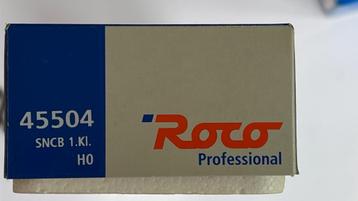 45504
SNCB 1.Kl.
H0
Roco
Professional